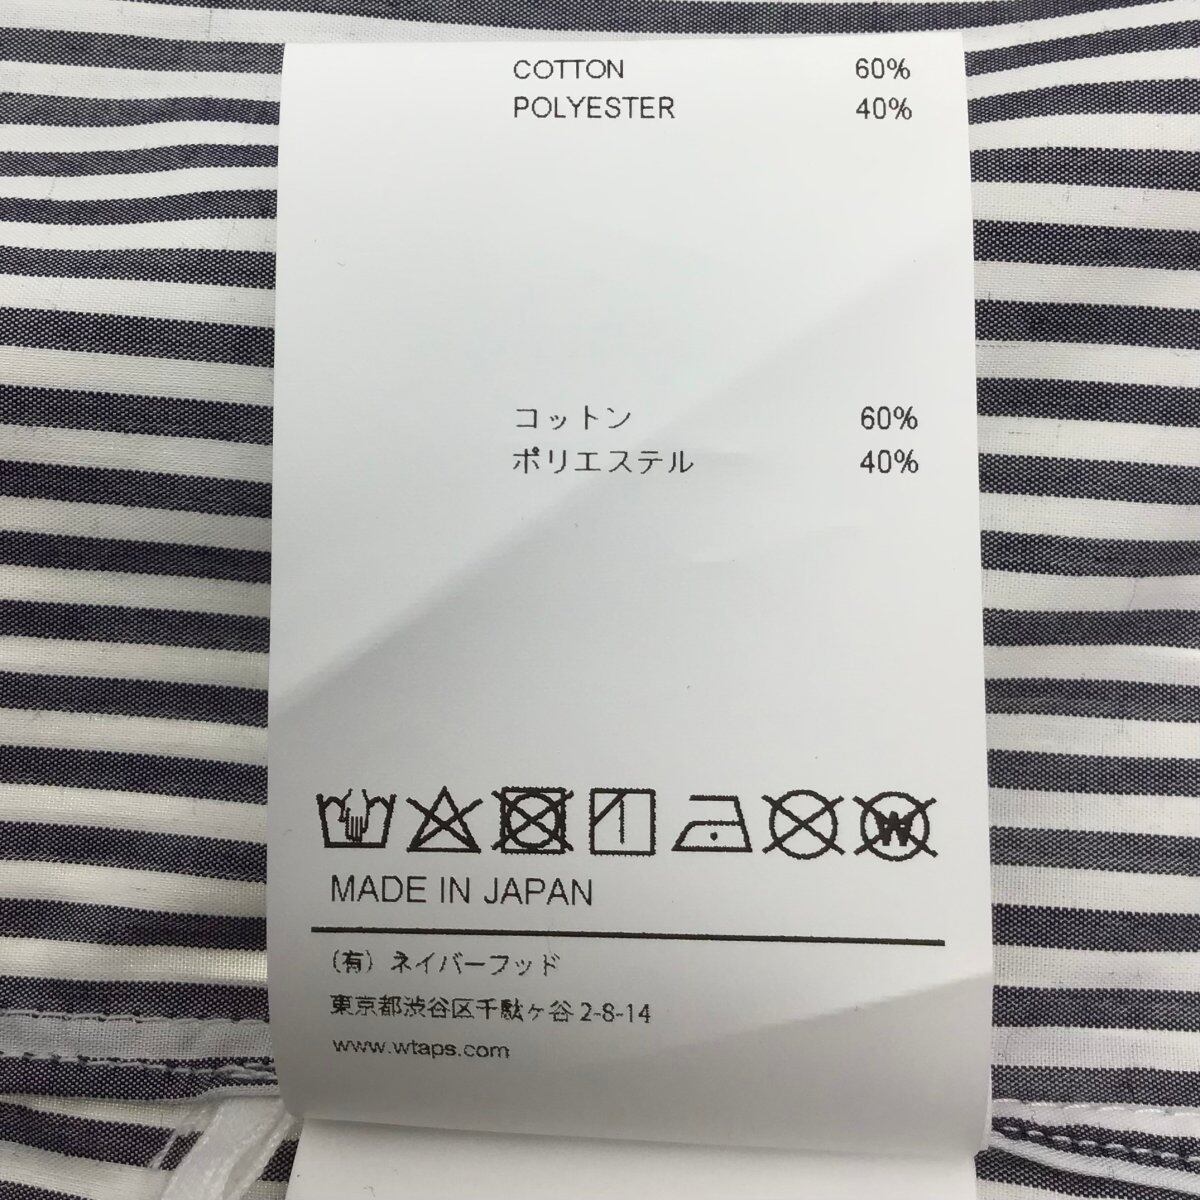 COTTON 60%
POLYESTER 40%
コットン 60%
ポリエステル 40%
W
MADE IN JAPAN
(有) ネイバーフッド
東京都渋谷区千駄ヶ谷 2-8-14
www.wtaps.com